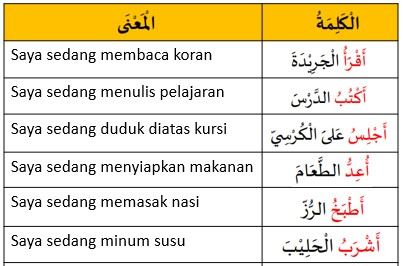 الْكَلِمَةُ الْمَعْنَى
أَقْرَأُ الْجَرِيْدَةَ Saya sedang membaca koran
أَكْتُبُ الدَّرْسَ Saya sedang menulis pelajaran
أَجْلِسُ عَلىَ الْكُرْسِيَ Saya sedang duduk diatas kursi
أُعِدُّ الطَّعَامَ Saya sedang menyiapkan makanan
أَطْبَخُ الرُّزَّ Saya sedang memasak nasi
أَشْرَبُ الْحَلِيْبَ Saya sedang minum susu